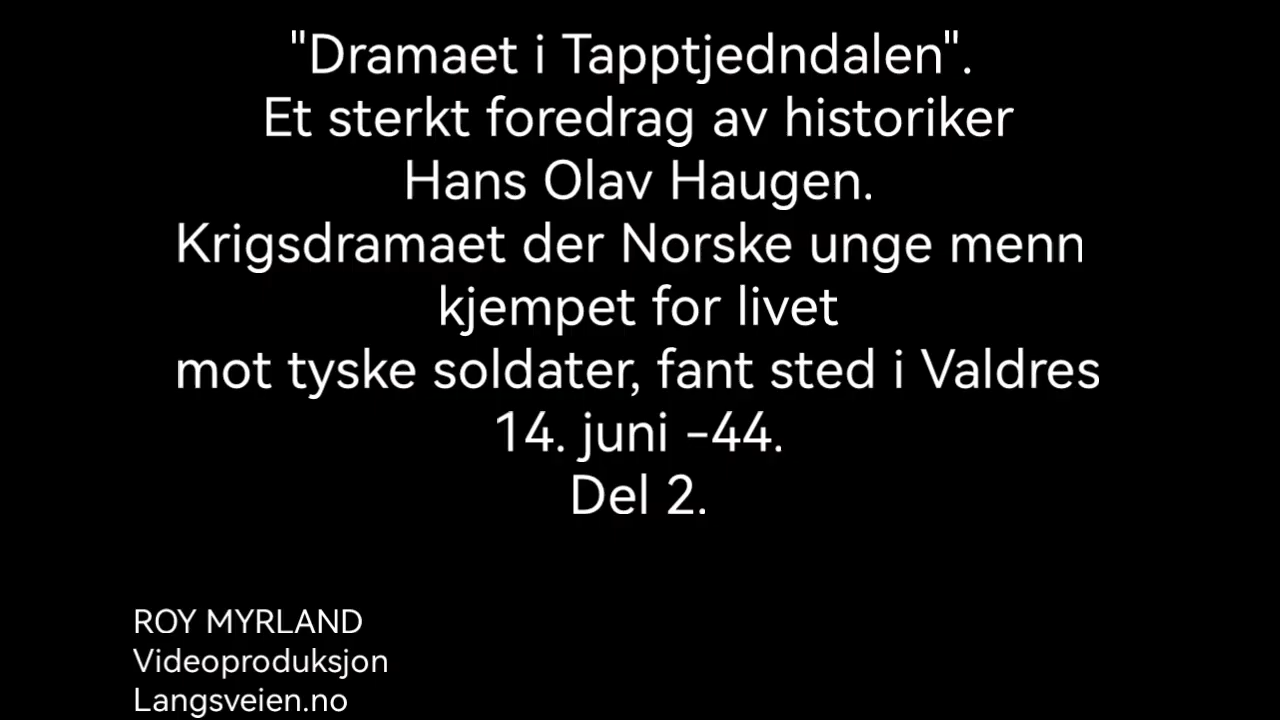 "Dramaet i Tapptjedndalen".
Et sterkt foredrag av historiker
Hans Olav Haugen.
Krigsdramaet der Norske unge menn
kjempet for livet
mot tyske soldater, fant sted i Valdres
14. juni -44.
Del 2.
ROY MYRLAND
Videoproduksjon
Langsveien.no